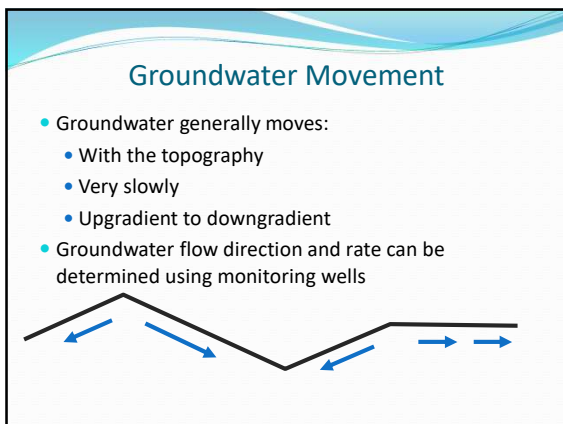 Groundwater Movement
• Groundwater generally moves:
• With the topography
• Very slowly
• Upgradient to downgradient
• Groundwater flow direction and rate can be
determined using monitoring wells